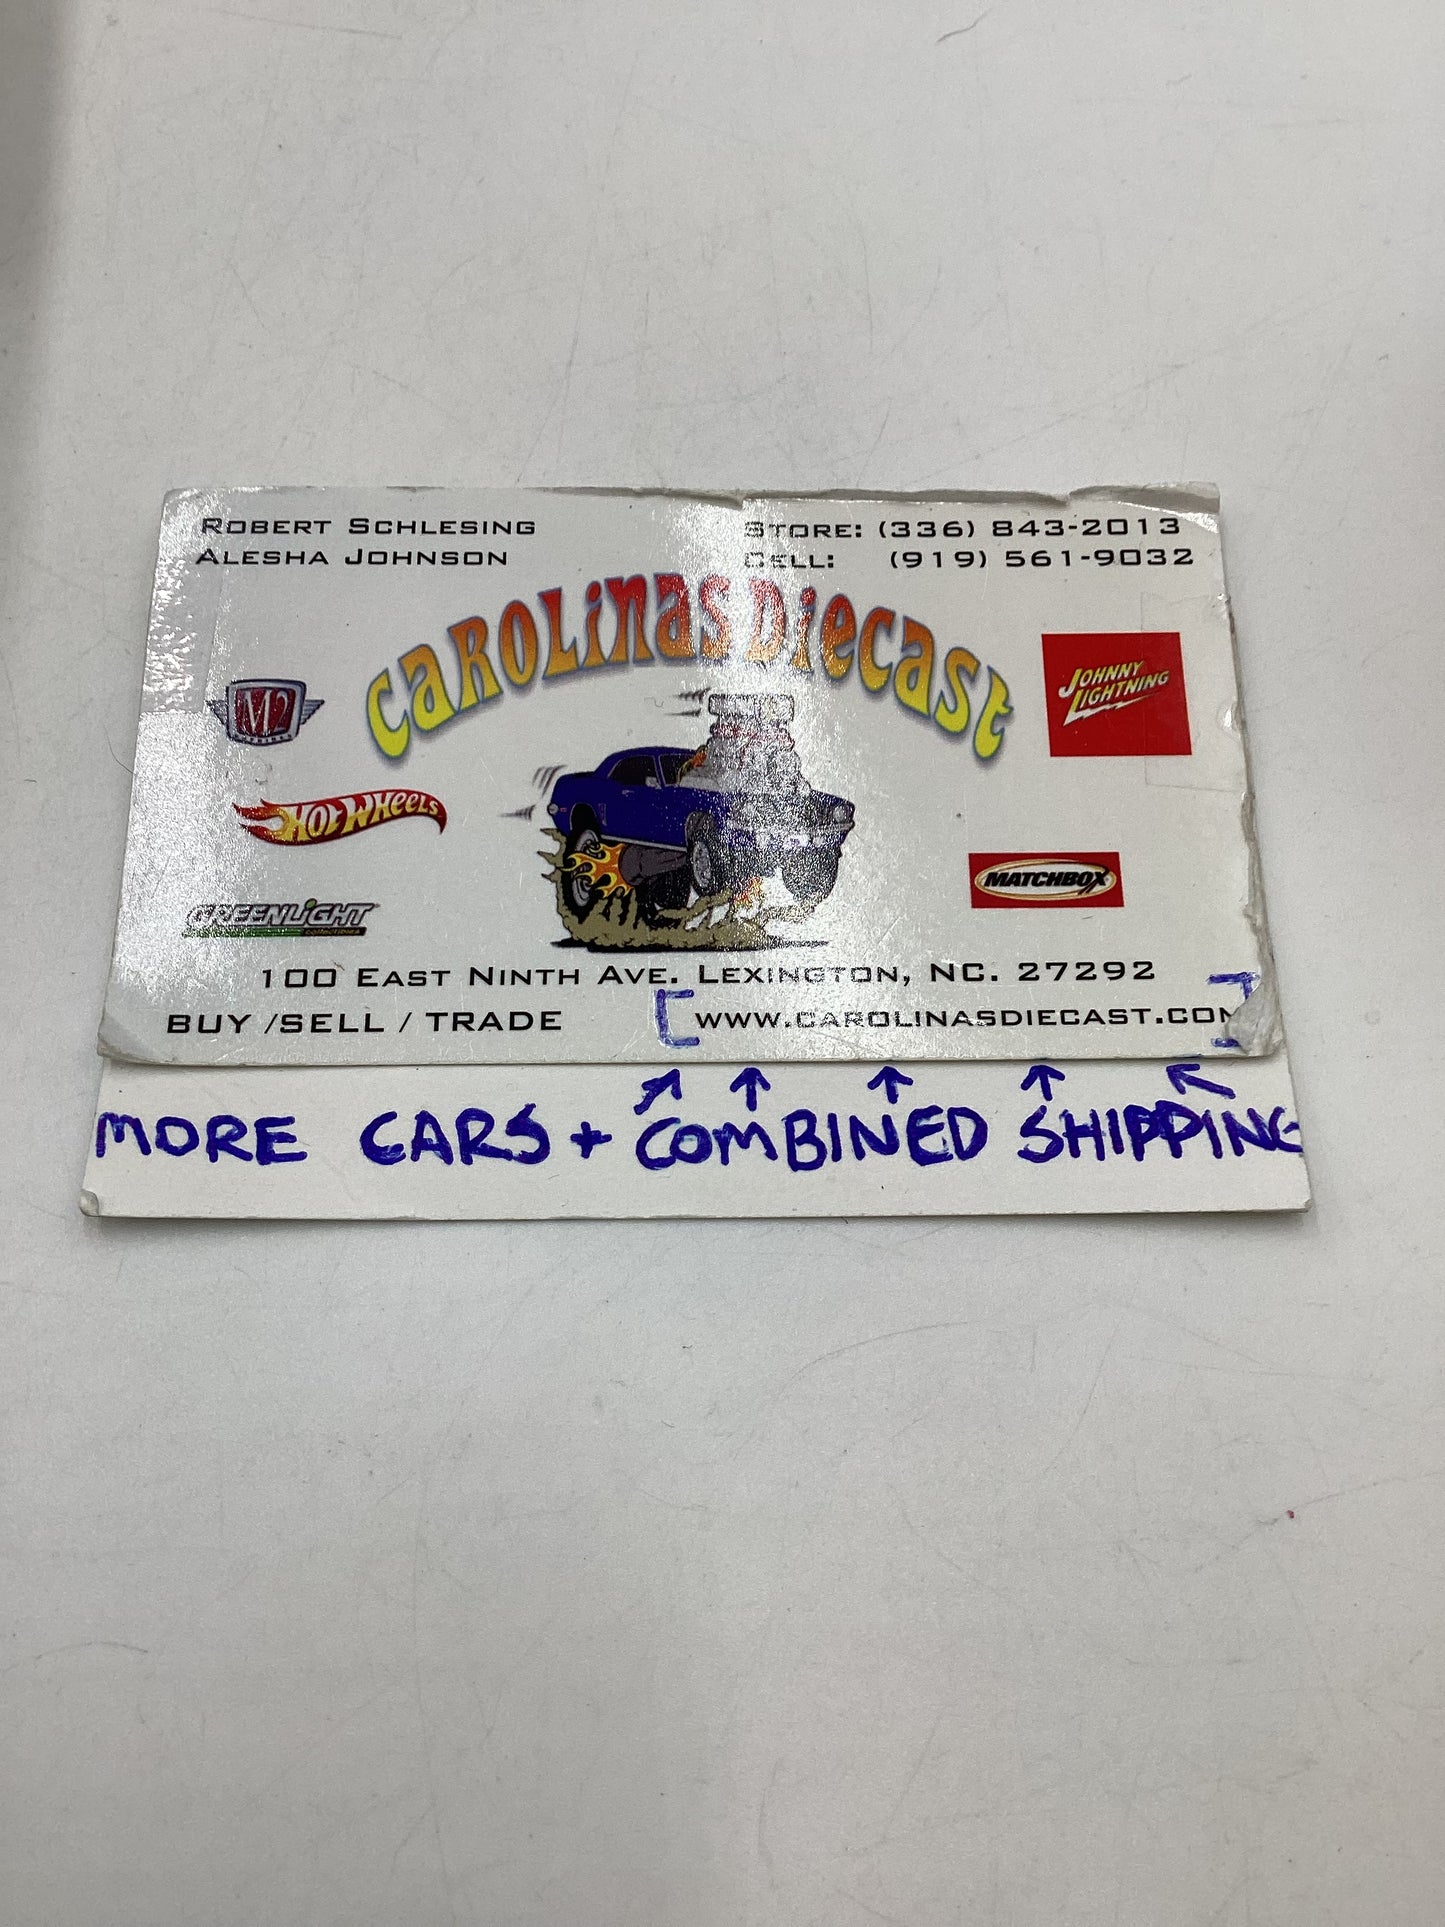 ROBERT SCHLESING
ALESHA JOHNSON
STORE: (336) 843-2013
CELL: (919) 561-9032
CAROLINAS DIECAST
M2
JOHNNY LIGHTNING
HOT WHEELS
MATCHBOX
GREENLIGHT
100 EAST NINTH AVE. LEXINGTON, NC. 27292
BUY /SELL / TRADE
[WWW.CAROLINASDIECAST.COM]
MORE CARS + COMBINED SHIPPING